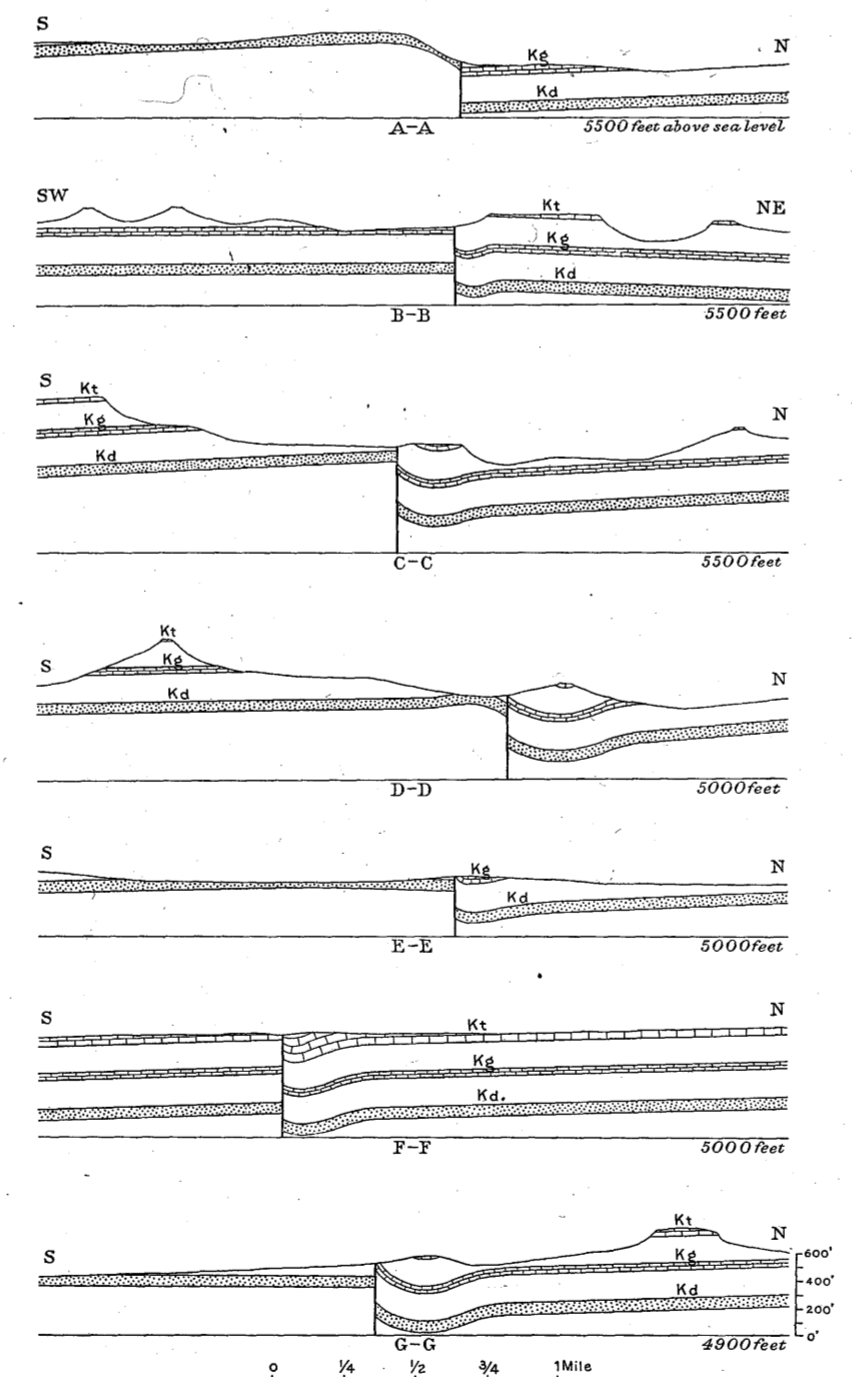 S
N
Kg
Kd
A-A
5500 feet above sea level
SW
NE
Kt
Kg
Kd
B-B
5500 feet
S
N
Kt
Kg
Kd
C-C
5500 feet
S
N
Kt
Kg
Kd
D-D
5000 feet
S
N
Kg
Kd
E-E
5000 feet
S
N
Kt
Kg
Kd.
F-F
5000 feet
S
N
Kt
Kg
Kd
600'
400'
200'
0'
G-G
4900 feet
0 1/4 1/2 3/4 1 Mile